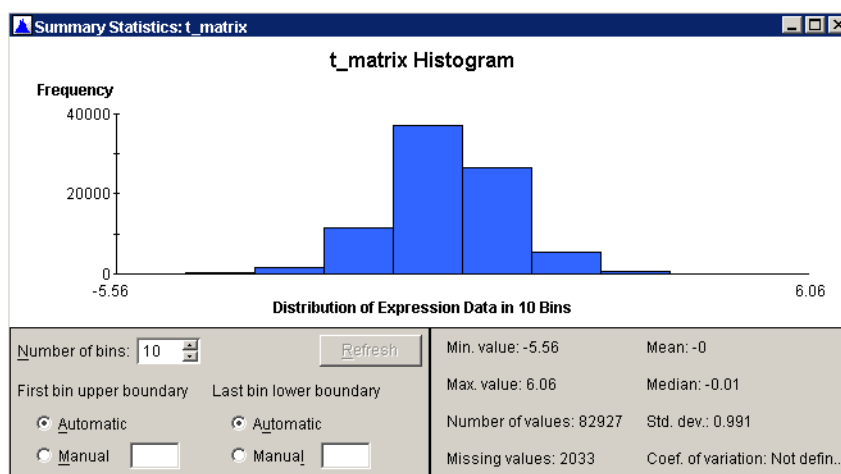 Summary Statistics: t_matrix
t_matrix Histogram
Frequency
40000
20000
0
-5.56
6.06
Distribution of Expression Data in 10 Bins
Number of bins: 10
Refresh
First bin upper boundary
Last bin lower boundary
Automatic
Automatic
Manual
Manual
Min. value: -5.56
Mean: -0
Max. value: 6.06
Median: -0.01
Number of values: 82927
Std. dev.: 0.991
Missing values: 2033
Coef. of variation: Not defin...